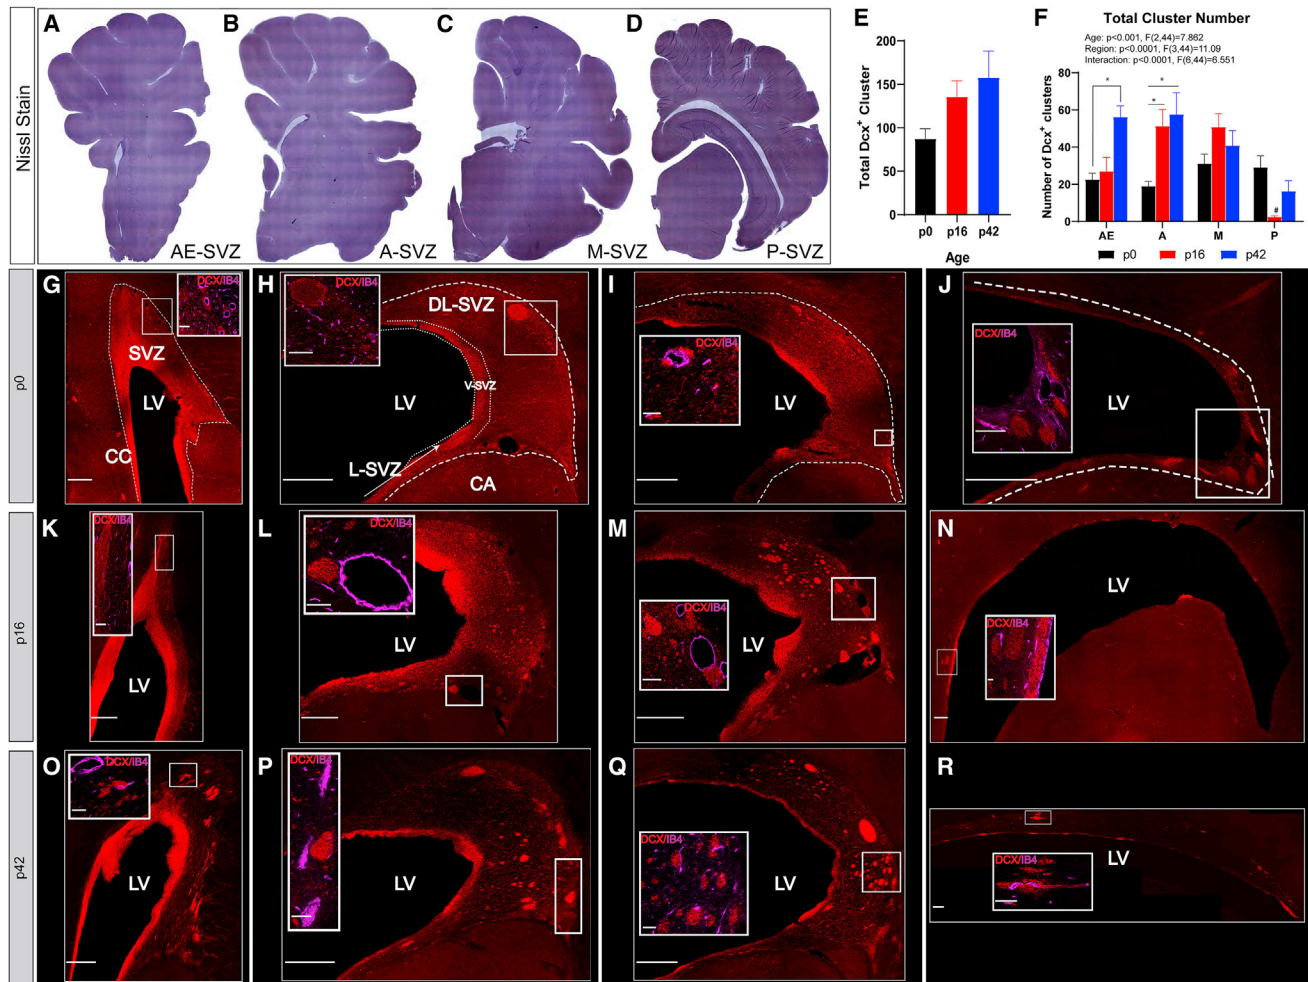 A
B
C
D
Nissl Stain
AE-SVZ
A-SVZ
M-SVZ
P-SVZ
E
200
150
100
50
0
Total Dcx⁺ Cluster
p0
p16
p42
Age
F
Total Cluster Number
Age: p<0.001, F(2,44)=7.862
Region: p<0.0001, F(3,44)=11.09
Interaction: p<0.0001, F(6,44)=6.551
80
60
40
20
0
Number of Dcx⁺ clusters
*
*
*
#
AE
A
M
P
p0
p16
p42
p0
G
DCX/IB4
SVZ
LV
CC
H
DCX/IB4
DL-SVZ
V-SVZ
LV
L-SVZ
CA
I
DCX/IB4
LV
J
DCX/IB4
LV
p16
K
DCX/IB4
LV
L
DCX/IB4
LV
M
DCX/IB4
LV
N
DCX/IB4
LV
p42
O
DCX/IB4
LV
P
DCX/IB4
LV
Q
DCX/IB4
LV
R
DCX/IB4
LV